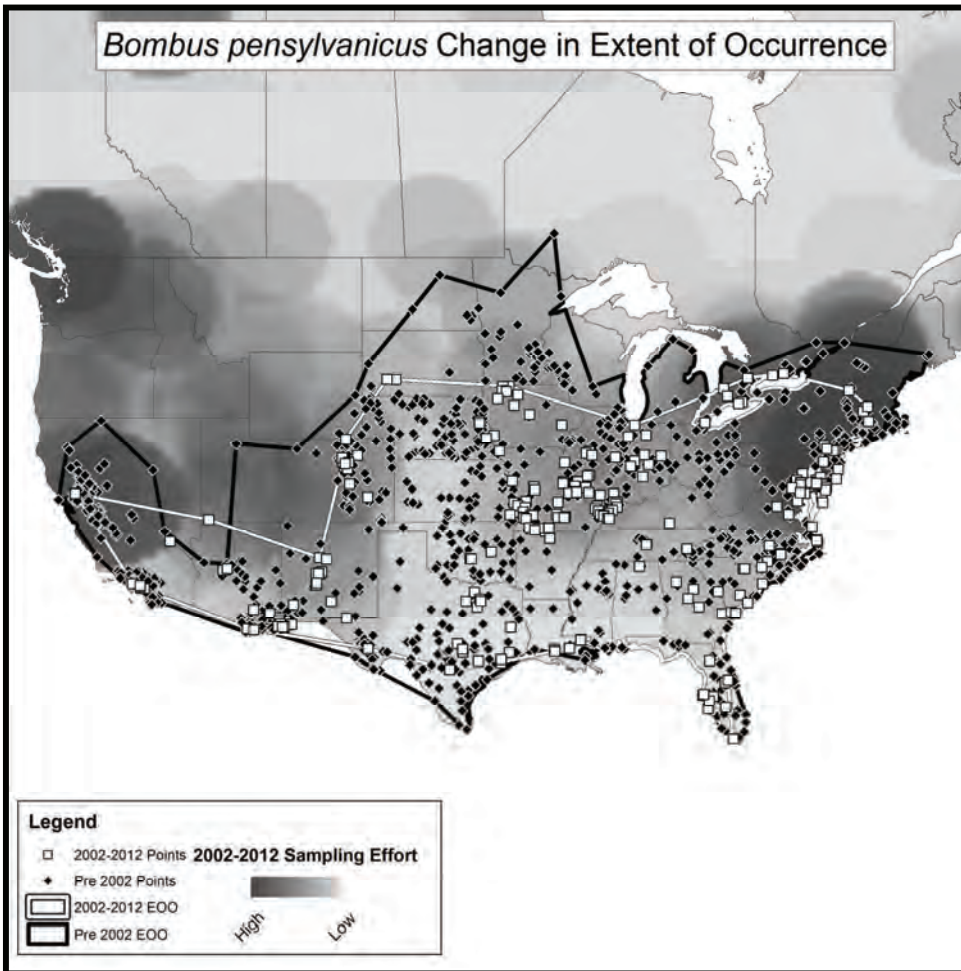 Bombus pensylvanicus Change in Extent of Occurrence
Legend
2002-2012 Points
Pre 2002 Points
2002-2012 EOO
Pre 2002 EOO
2002-2012 Sampling Effort
High
Low